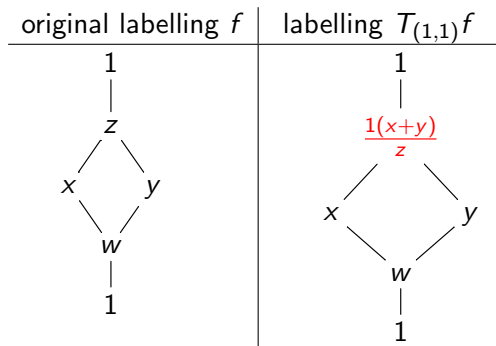 original labelling f
labelling T(1,1)f
1
z
x y
w
1
1
1(x+y)
z
x y
w
1